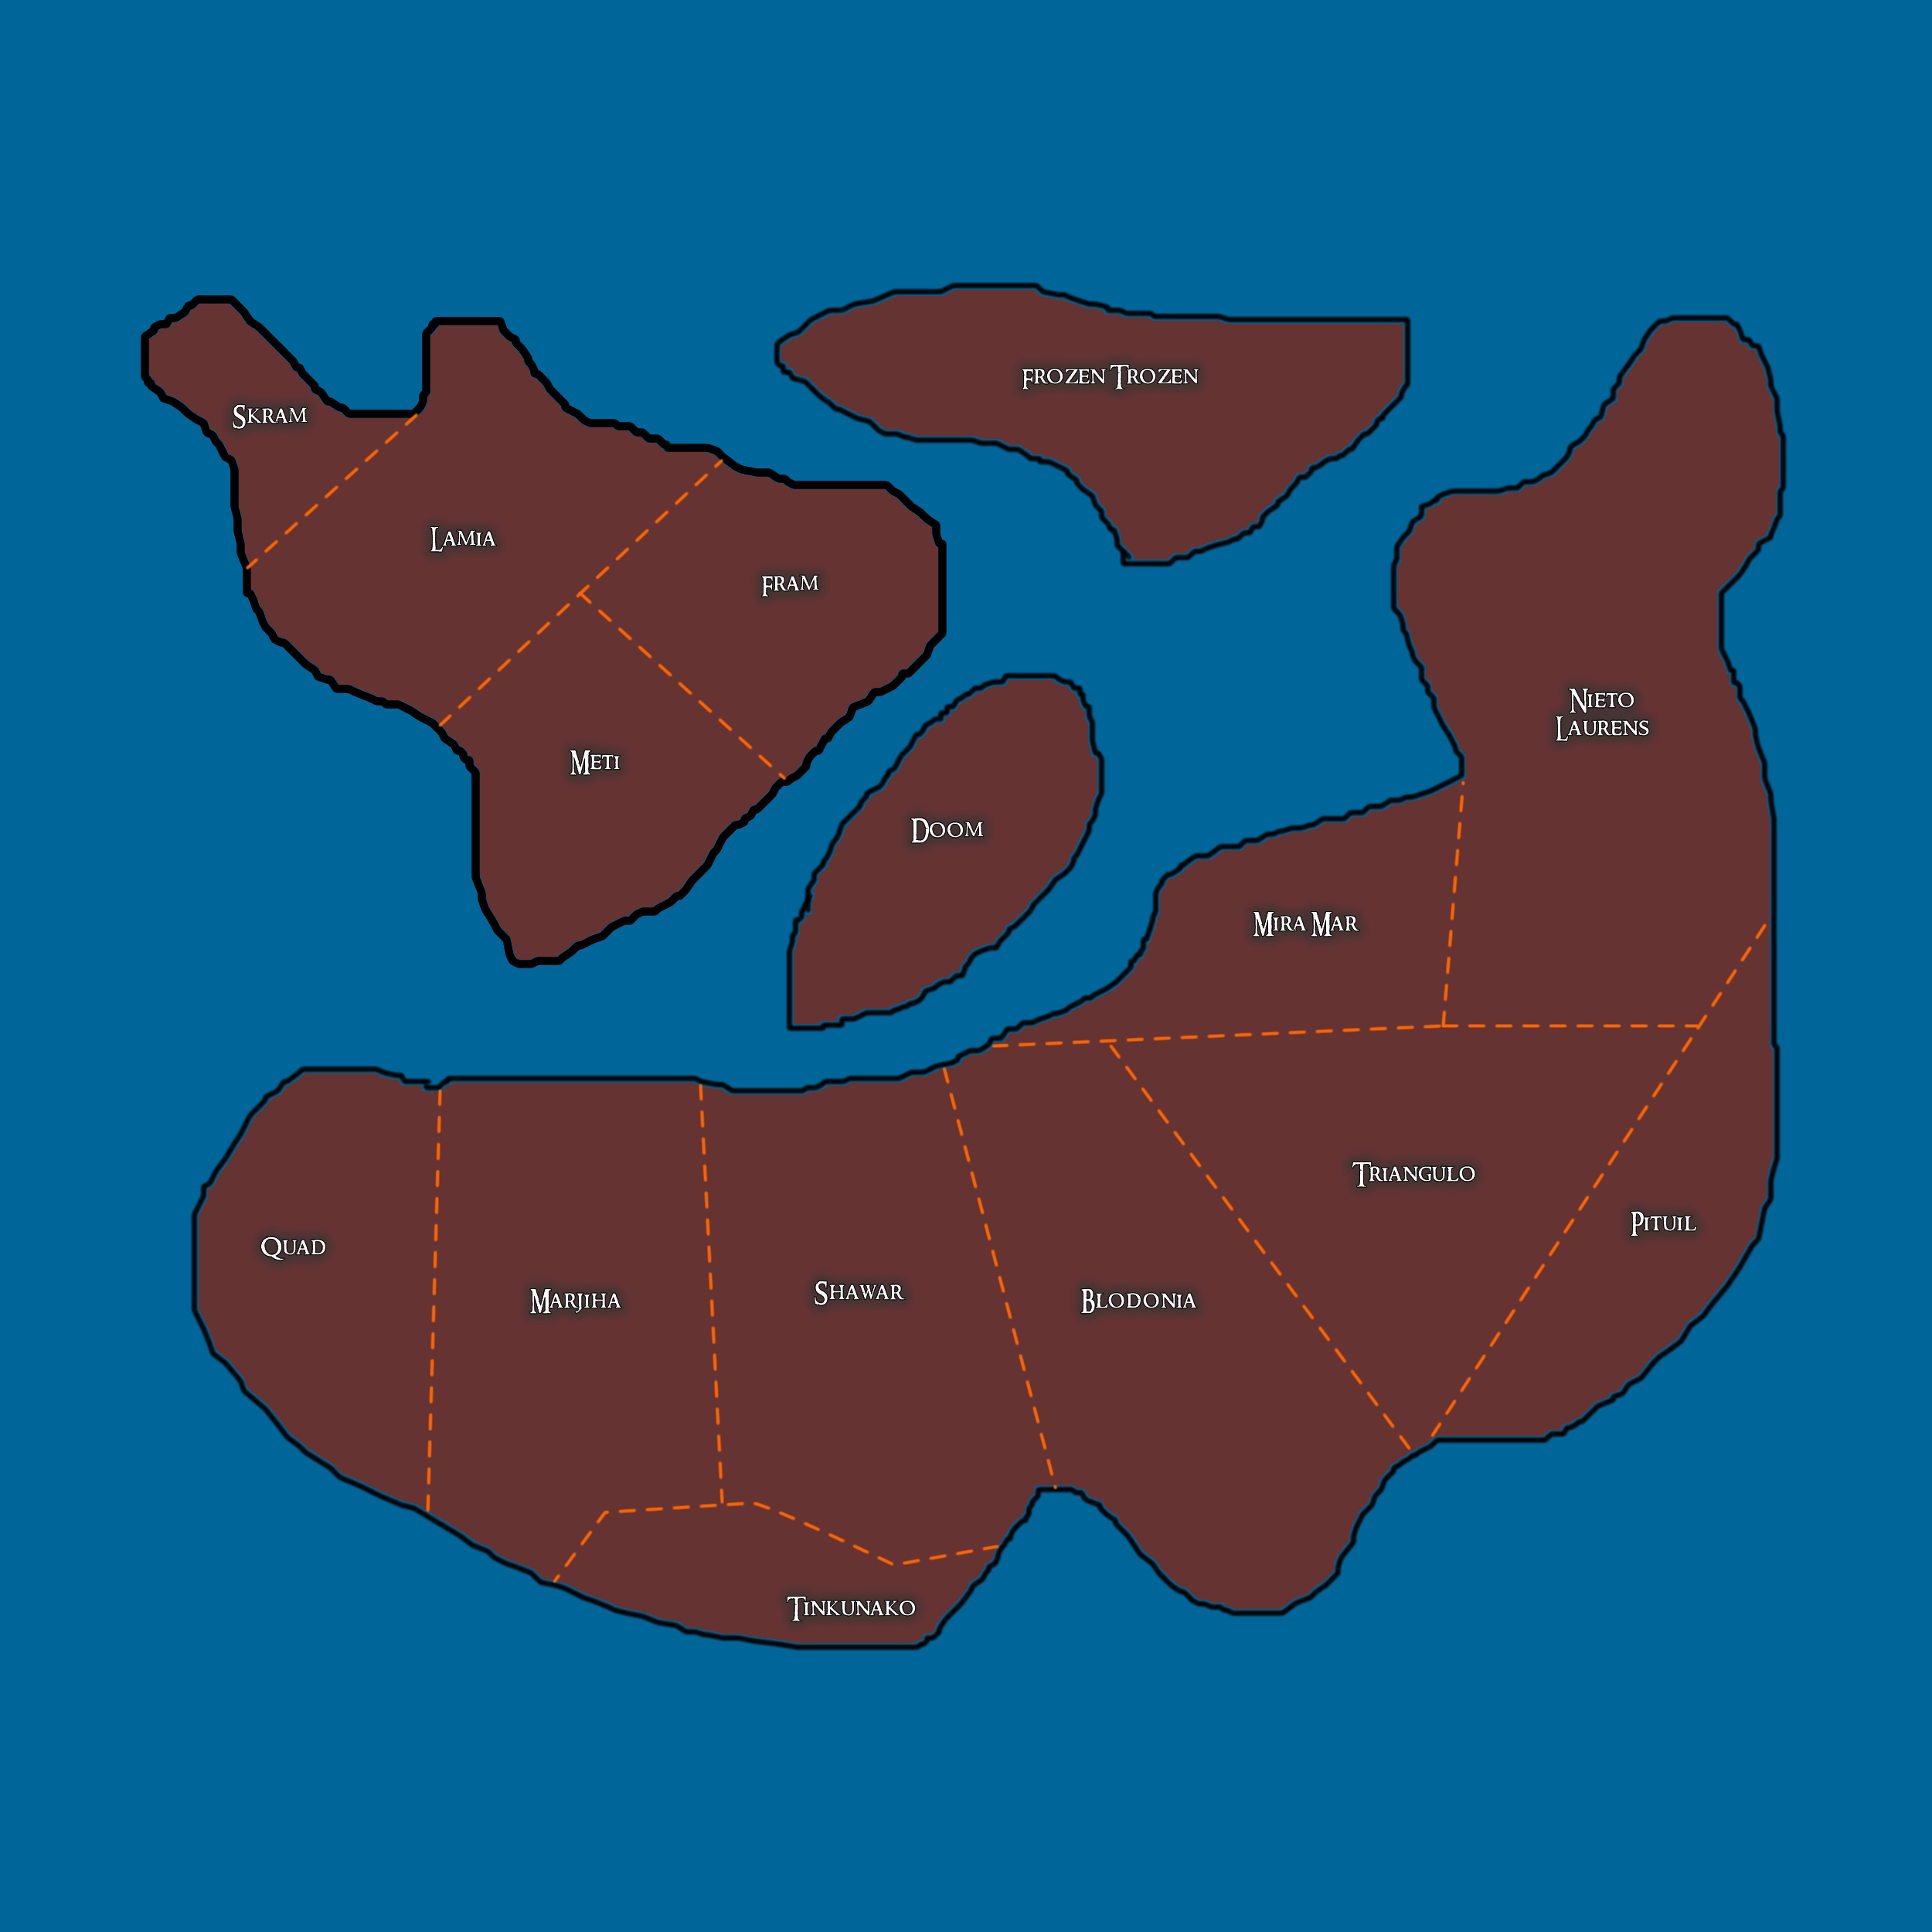 Frozen Trozen
Skram
Lamia
Fram
Nieto
Laurens
Meti
Doom
Mira Mar
Triangulo
Pituil
Quad
Shawar
Marjiha
Blodonia
Tinkunako